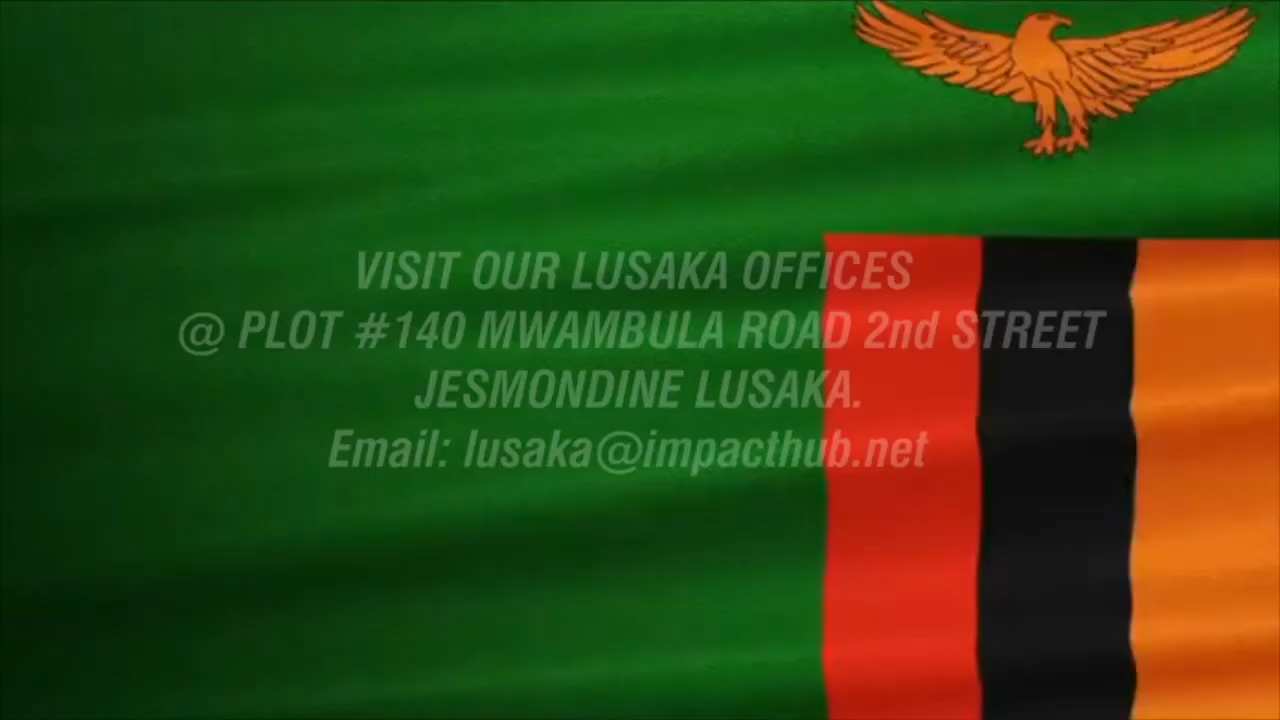 VISIT OUR LUSAKA OFFICES
@ PLOT #140 MWAMBULA ROAD 2nd STREET
JESMONDINE LUSAKA.
Email: lusaka@impacthub.net